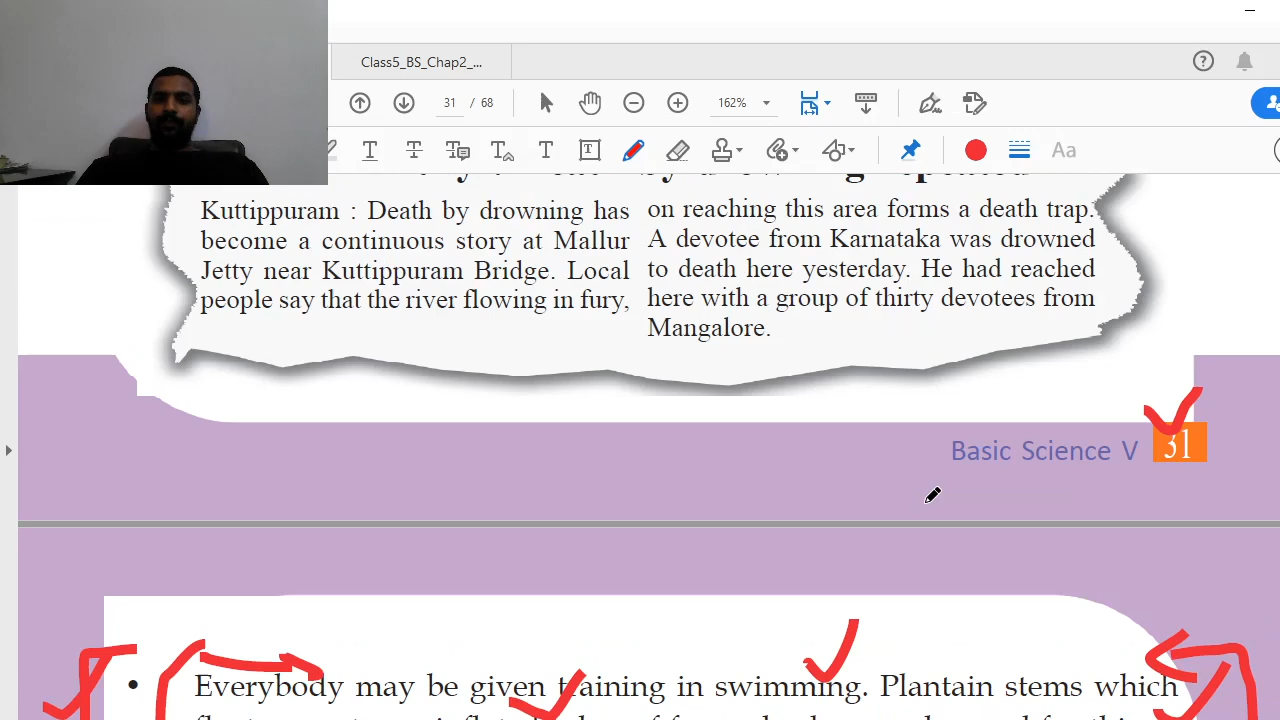 Class5_BS_Chap2_...
31 / 68
162%
Aa
Kuttippuram : Death by drowning has
become a continuous story at Mallur
Jetty near Kuttippuram Bridge. Local
people say that the river flowing in fury,
on reaching this area forms a death trap.
A devotee from Karnataka was drowned
to death here yesterday. He had reached
here with a group of thirty devotees from
Mangalore.
Basic Science V 31
• Everybody may be given training in swimming. Plantain stems which